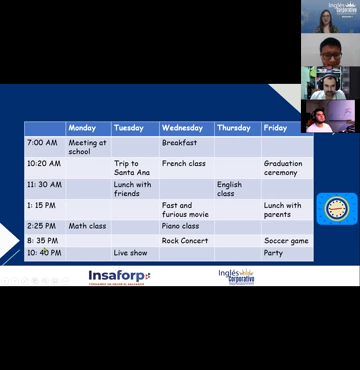 Inglés
Corporativo
Monday Tuesday Wednesday Thursday Friday
7:00 AM Meeting at school Breakfast
10:20 AM Trip to Santa Ana French class Graduation ceremony
11: 30 AM Lunch with friends English class
1: 15 PM Fast and furious movie Lunch with parents
2:25 PM Math class Piano class
8: 35 PM Rock Concert Soccer game
10: 40 PM Live show Party
Insaforp
Inglés
Corporativo